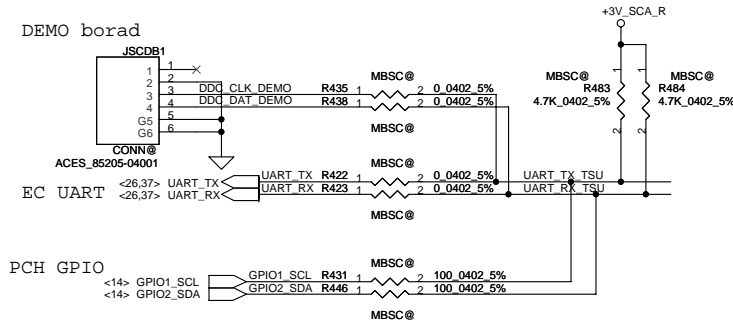 +3V_SCA_R
DEMO borad
JSCDB1
1 1
2 2
3 3 DDC_CLK_DEMO R435 1 MBSC@ 2 0_0402_5%
4 4 DDC_DAT_DEMO R438 1 MBSC@ 2 0_0402_5%
G5 5
G6 6
CONN@
ACES_85205-04001
MBSC@ R483 4.7K_0402_5% 1 2
MBSC@ R484 4.7K_0402_5% 1 2
EC UART
<26,37> UART_TX UART_TX R422 1 MBSC@ 2 0_0402_5% UART_TX_TSU
<26,37> UART_RX UART_RX R423 1 MBSC@ 2 0_0402_5% UART_RX_TSU
PCH GPIO
<14> GPIO1_SCL GPIO1_SCL R431 1 MBSC@ 2 100_0402_5%
<14> GPIO2_SDA GPIO2_SDA R446 1 MBSC@ 2 100_0402_5%